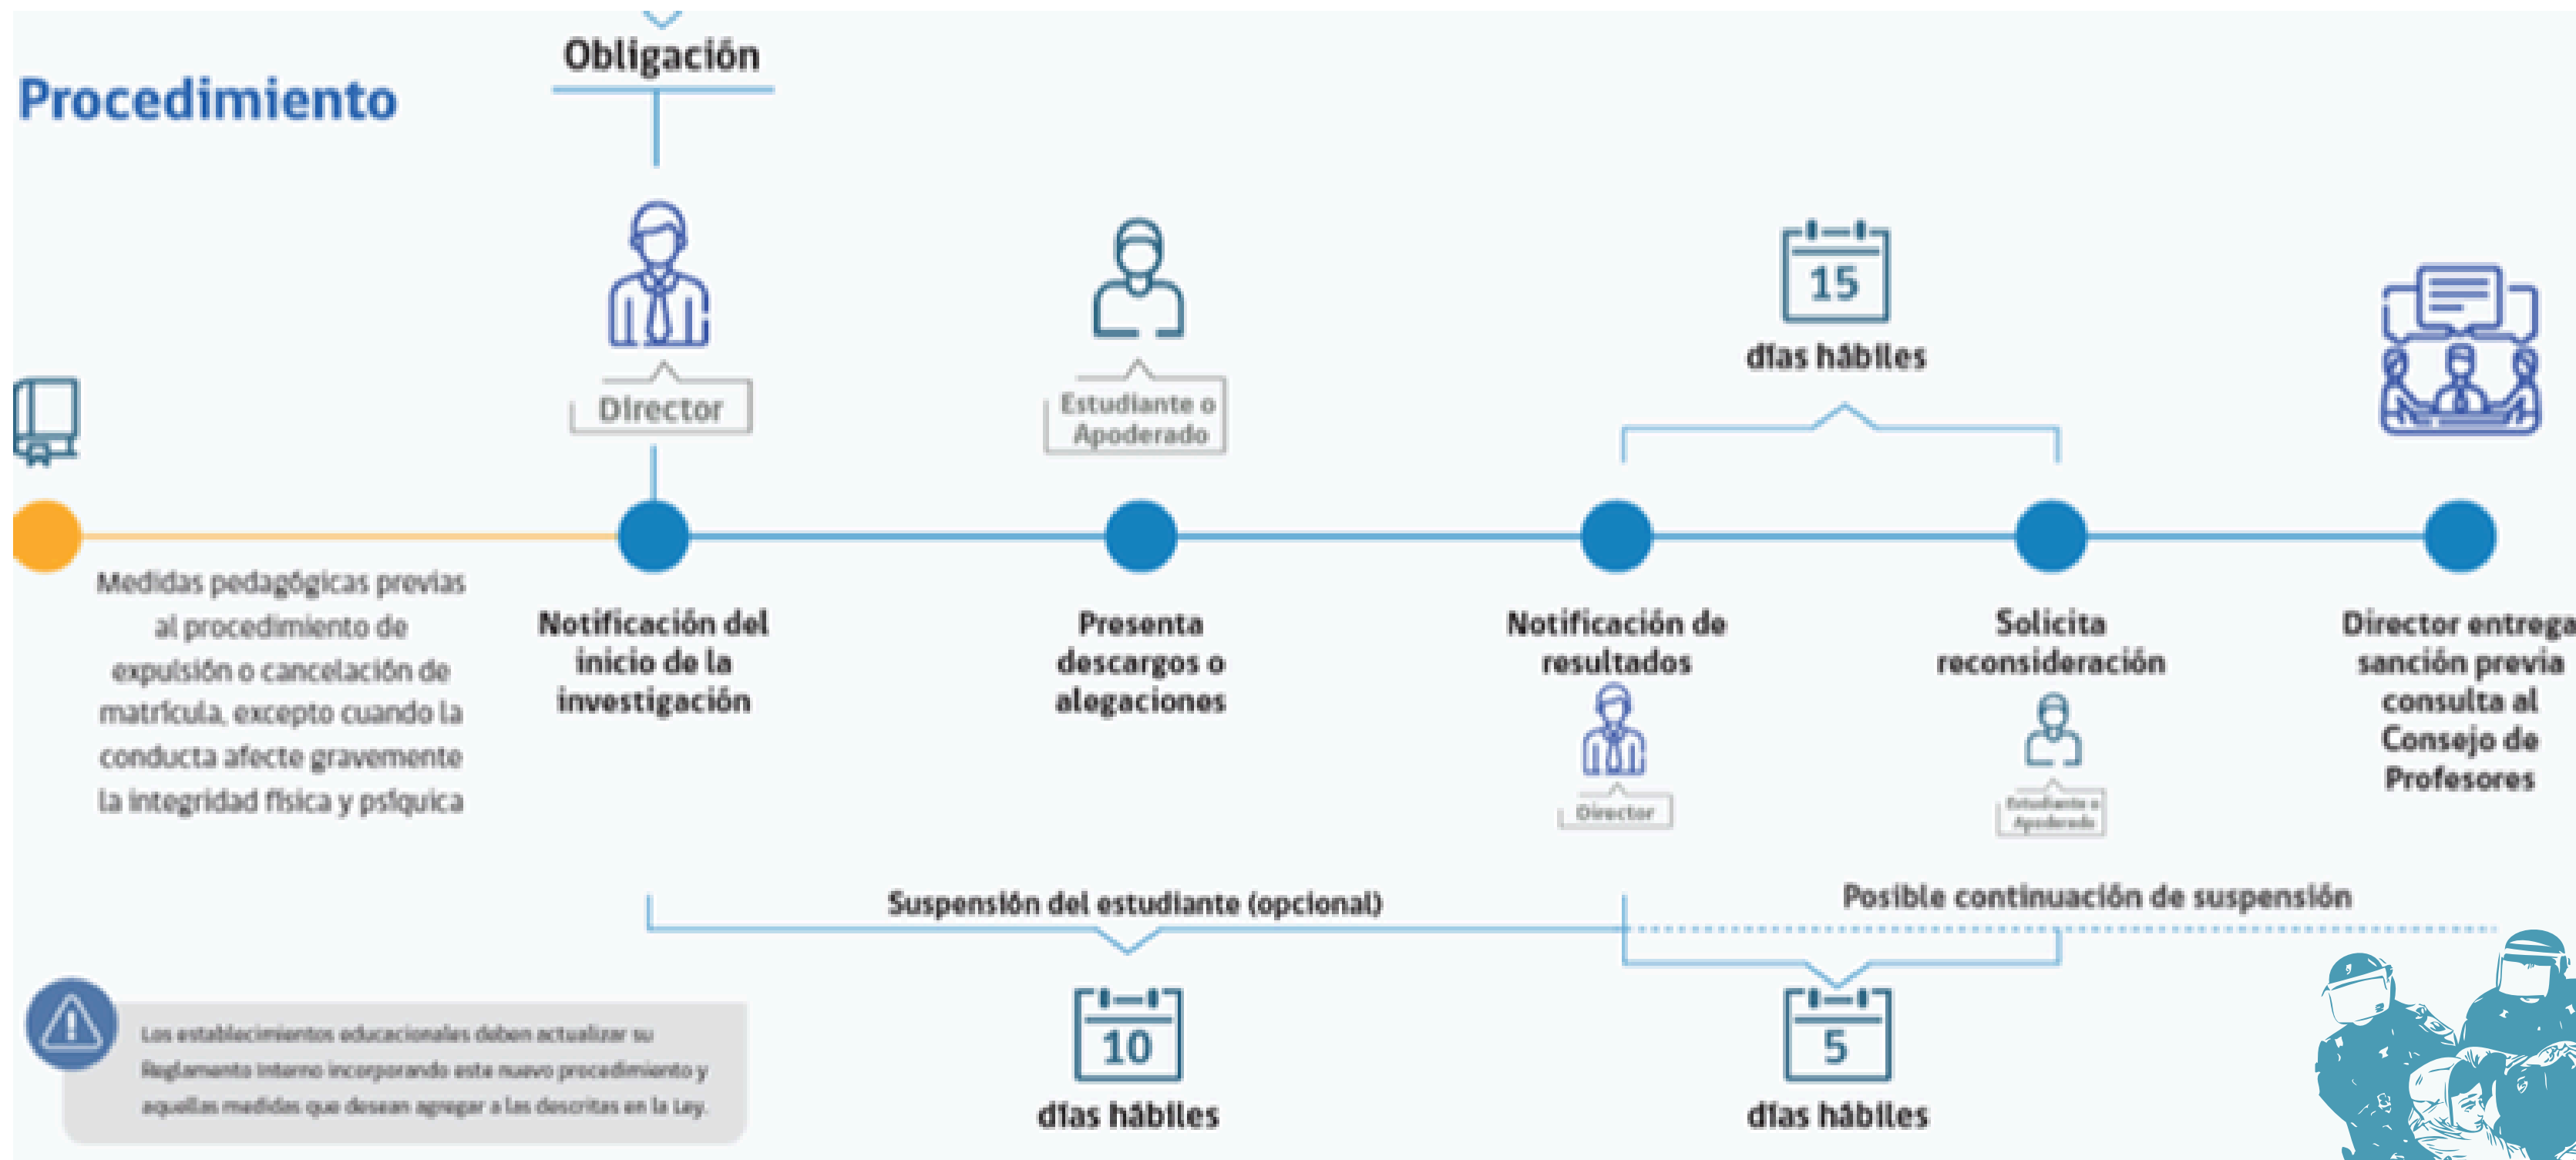 Obligación
Procedimiento
15
días hábiles
Director
Estudiante o
Apoderado
Medidas pedagógicas previas
al procedimiento de
expulsión o cancelación de
matrícula, excepto cuando la
conducta afecte gravemente
la integridad física y psíquica
Notificación del
inicio de la
investigación
Presenta
descargos o
alegaciones
Notificación de
resultados
Director
Solicita
reconsideración
Estudiante o
Apoderado
Director entrega
sanción previa
consulta al
Consejo de
Profesores
Suspensión del estudiante (opcional)
Posible continuación de suspensión
10
días hábiles
5
días hábiles
Los establecimientos educacionales deben actualizar su
Reglamento Interno incorporando este nuevo procedimiento y
aquellas medidas que desean agregar a las descritas en la Ley.